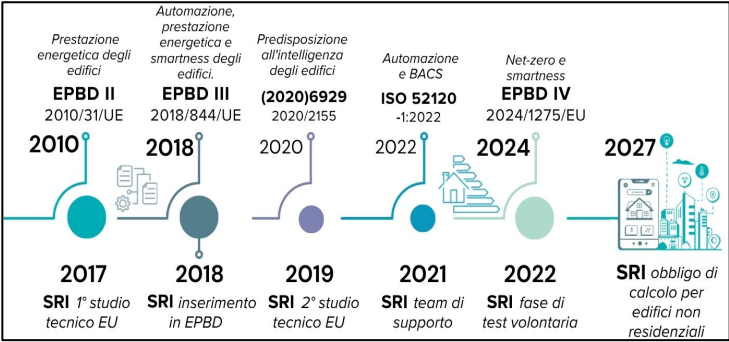 Prestazione
energetica degli
edifici
EPBD II
2010/31/UE
2010
Automazione,
prestazione
energetica e
smartness degli
edifici.
EPBD III
2018/844/UE
2018
Predisposizione
all'intelligenza
degli edifici
(2020)6929
2020/2155
2020
Automazione
e BACS
ISO 52120
-1:2022
2022
Net-zero e
smartness
EPBD IV
2024/1275/EU
2024
2027
2017
SRI 1° studio
tecnico EU
2018
SRI inserimento
in EPBD
2019
SRI 2° studio
tecnico EU
2021
SRI team di
supporto
2022
SRI fase di
test volontaria
SRI obbligo di
calcolo per
edifici non
residenziali